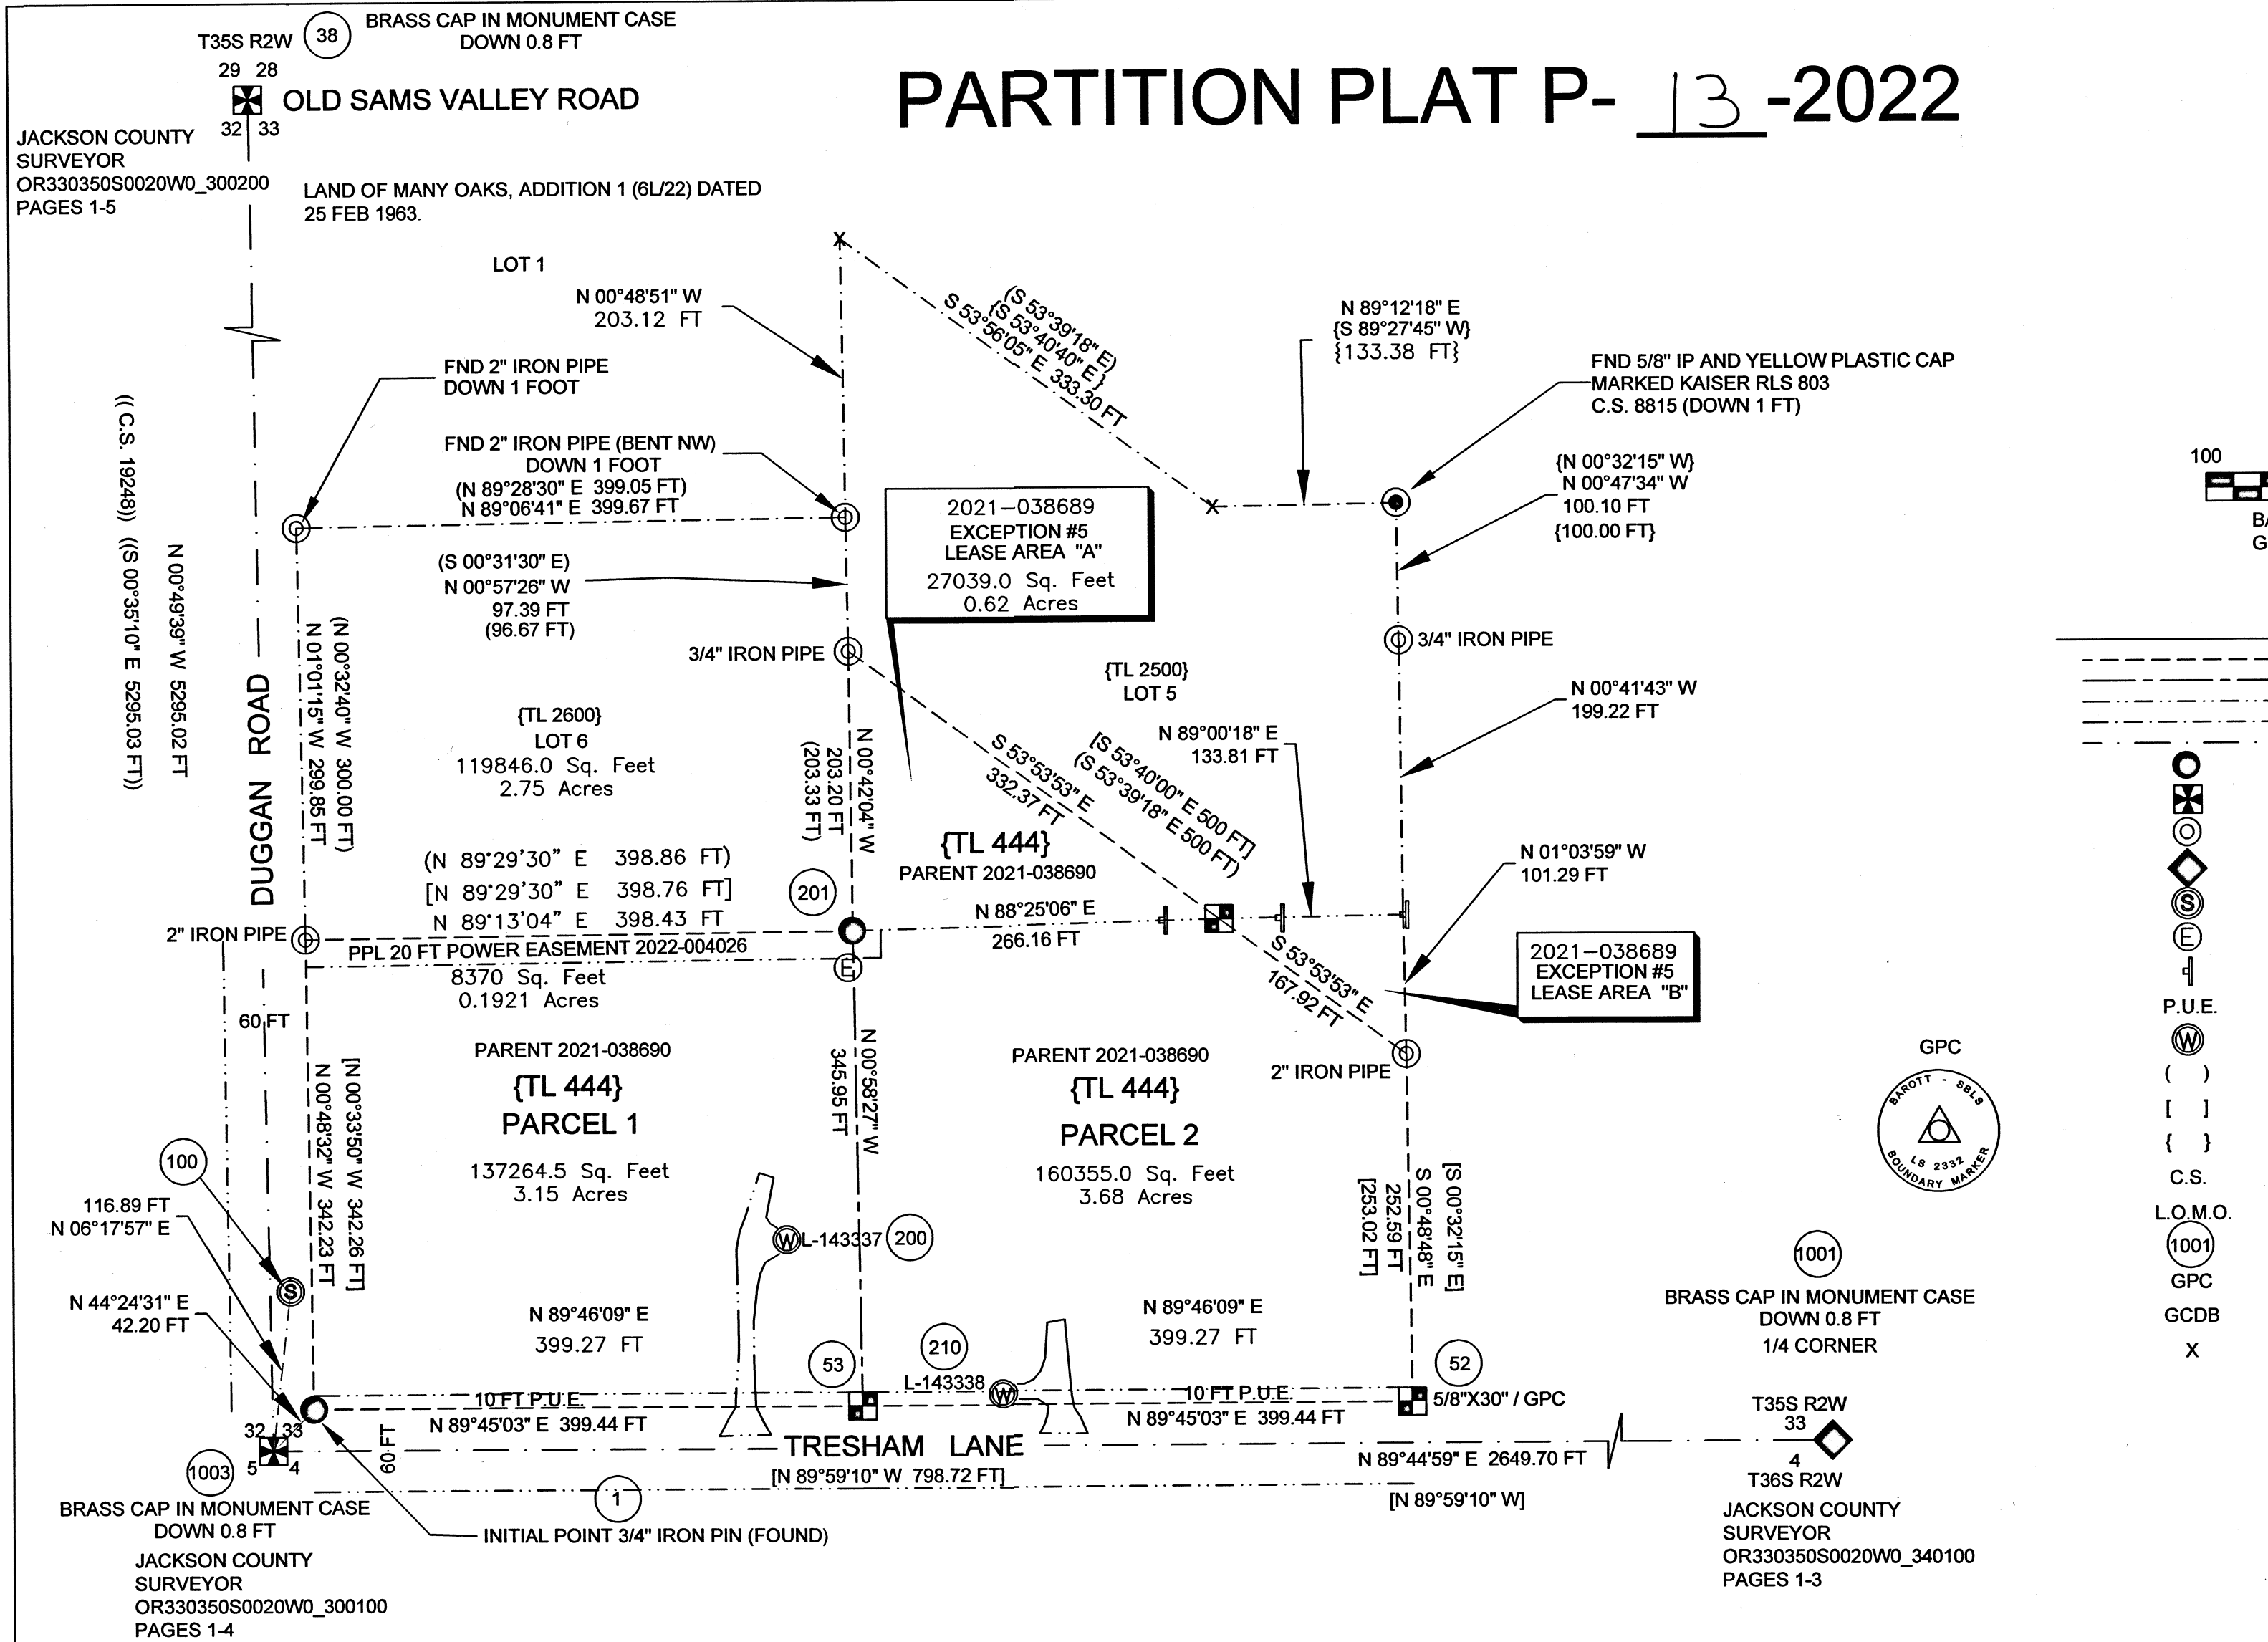 BRASS CAP IN MONUMENT CASE
DOWN 0.8 FT
38
T35S R2W
29 28
32 33
OLD SAMS VALLEY ROAD
PARTITION PLAT P- 13 -2022
JACKSON COUNTY
SURVEYOR
OR330350S0020W0_300200
PAGES 1-5
LAND OF MANY OAKS, ADDITION 1 (6L/22) DATED
25 FEB 1963.
LOT 1
N 00°48'51" W
203.12 FT
(S 53°39'18" E)
{S 53°40'40" E}
S 53°56'05" E 333.30 FT
N 89°12'18" E
{S 89°27'45" W}
{133.38 FT}
FND 5/8" IP AND YELLOW PLASTIC CAP
MARKED KAISER RLS 803
C.S. 8815 (DOWN 1 FT)
FND 2" IRON PIPE
DOWN 1 FOOT
FND 2" IRON PIPE (BENT NW)
DOWN 1 FOOT
(N 89°28'30" E 399.05 FT)
N 89°06'41" E 399.67 FT
{N 00°32'15" W}
N 00°47'34" W
100.10 FT
{100.00 FT}
100
2021-038689
EXCEPTION #5
LEASE AREA "A"
27039.0 Sq. Feet
0.62 Acres
(S 00°31'30" E)
N 00°57'26" W
97.39 FT
(96.67 FT)
(( C.S. 19248)) ((S 00°35'10" E 5295.03 FT))
N 00°49'39" W 5295.02 FT
DUGGAN ROAD
(N 00°32'40" W 300.00 FT)
N 01°01'15" W 299.85 FT
3/4" IRON PIPE
3/4" IRON PIPE
{TL 2500}
LOT 5
N 00°41'43" W
199.22 FT
{TL 2600}
LOT 6
119846.0 Sq. Feet
2.75 Acres
N 00°42'04" W
203.20 FT
(203.33 FT)
N 89°00'18" E
133.81 FT
[S 53°40'00" E 500 FT]
(S 53°39'18" E 500 FT)
S 53°53'53" E
332.37 FT
{TL 444}
PARENT 2021-038690
(N 89°29'30" E 398.86 FT)
[N 89°29'30" E 398.76 FT]
N 89°13'04" E 398.43 FT
201
N 01°03'59" W
101.29 FT
N 88°25'06" E
266.16 FT
2" IRON PIPE
PPL 20 FT POWER EASEMENT 2022-004026
8370 Sq. Feet
0.1921 Acres
E
S 53°53'53" E
167.92 FT
2021-038689
EXCEPTION #5
LEASE AREA "B"
60 FT
PARENT 2021-038690
{TL 444}
PARCEL 1
137264.5 Sq. Feet
3.15 Acres
N 00°58'27" W
345.95 FT
PARENT 2021-038690
{TL 444}
PARCEL 2
160355.0 Sq. Feet
3.68 Acres
2" IRON PIPE
GPC
BAROTT - SBLS
LS 2332
BOUNDARY MARKER
[N 00°33'50" W 342.26 FT]
N 00°48'32" W 342.23 FT
[S 00°32'15" E]
S 00°48'48" E
252.59 FT
[253.02 FT]
100
116.89 FT
N 06°17'57" E
S
N 44°24'31" E
42.20 FT
W
L-143337
200
N 89°46'09" E
399.27 FT
N 89°46'09" E
399.27 FT
1001
BRASS CAP IN MONUMENT CASE
DOWN 0.8 FT
1/4 CORNER
53
210
L-143338
W
52
5/8"X30" / GPC
10 FT P.U.E.
N 89°45'03" E 399.44 FT
10 FT P.U.E.
N 89°45'03" E 399.44 FT
T35S R2W
33
4
T36S R2W
32 33
5 4
60 FT
TRESHAM LANE
[N 89°59'10" W 798.72 FT]
N 89°44'59" E 2649.70 FT
[N 89°59'10" W]
1003
BRASS CAP IN MONUMENT CASE
DOWN 0.8 FT
1
INITIAL POINT 3/4" IRON PIN (FOUND)
JACKSON COUNTY
SURVEYOR
OR330350S0020W0_300100
PAGES 1-4
JACKSON COUNTY
SURVEYOR
OR330350S0020W0_340100
PAGES 1-3
S
E
P.U.E.
W
( )
[ ]
{ }
C.S.
L.O.M.O.
1001
GPC
GCDB
X